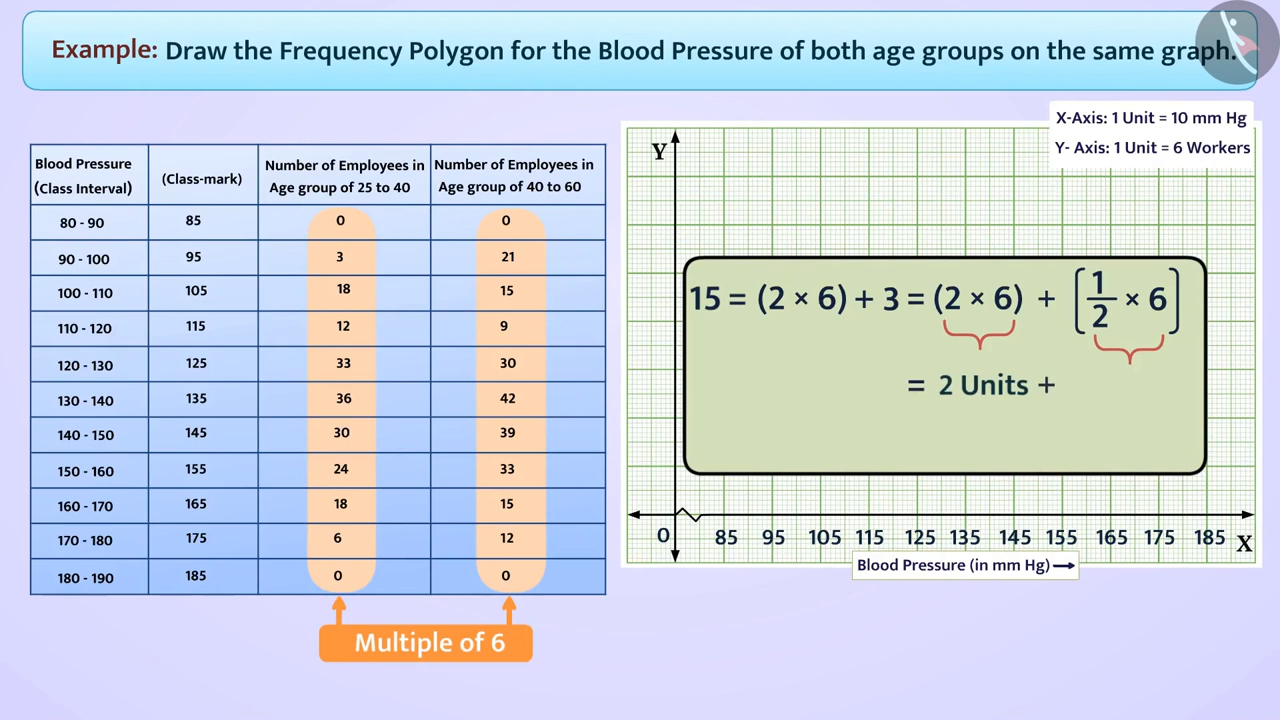 Example: Draw the Frequency Polygon for the Blood Pressure of both age groups on the same graph.
X-Axis: 1 Unit = 10 mm Hg
Y- Axis: 1 Unit = 6 Workers
Blood Pressure (Class Interval) (Class-mark) Number of Employees in Age group of 25 to 40 Number of Employees in Age group of 40 to 60
80 - 90 85 0 0
90 - 100 95 3 21
100 - 110 105 18 15
110 - 120 115 12 9
120 - 130 125 33 30
130 - 140 135 36 42
140 - 150 145 30 39
150 - 160 155 24 33
160 - 170 165 18 15
170 - 180 175 6 12
180 - 190 185 0 0
Multiple of 6
Y
15 = (2 × 6) + 3 = (2 × 6) + [1/2 × 6]
= 2 Units +
0 85 95 105 115 125 135 145 155 165 175 185 X
Blood Pressure (in mm Hg) →